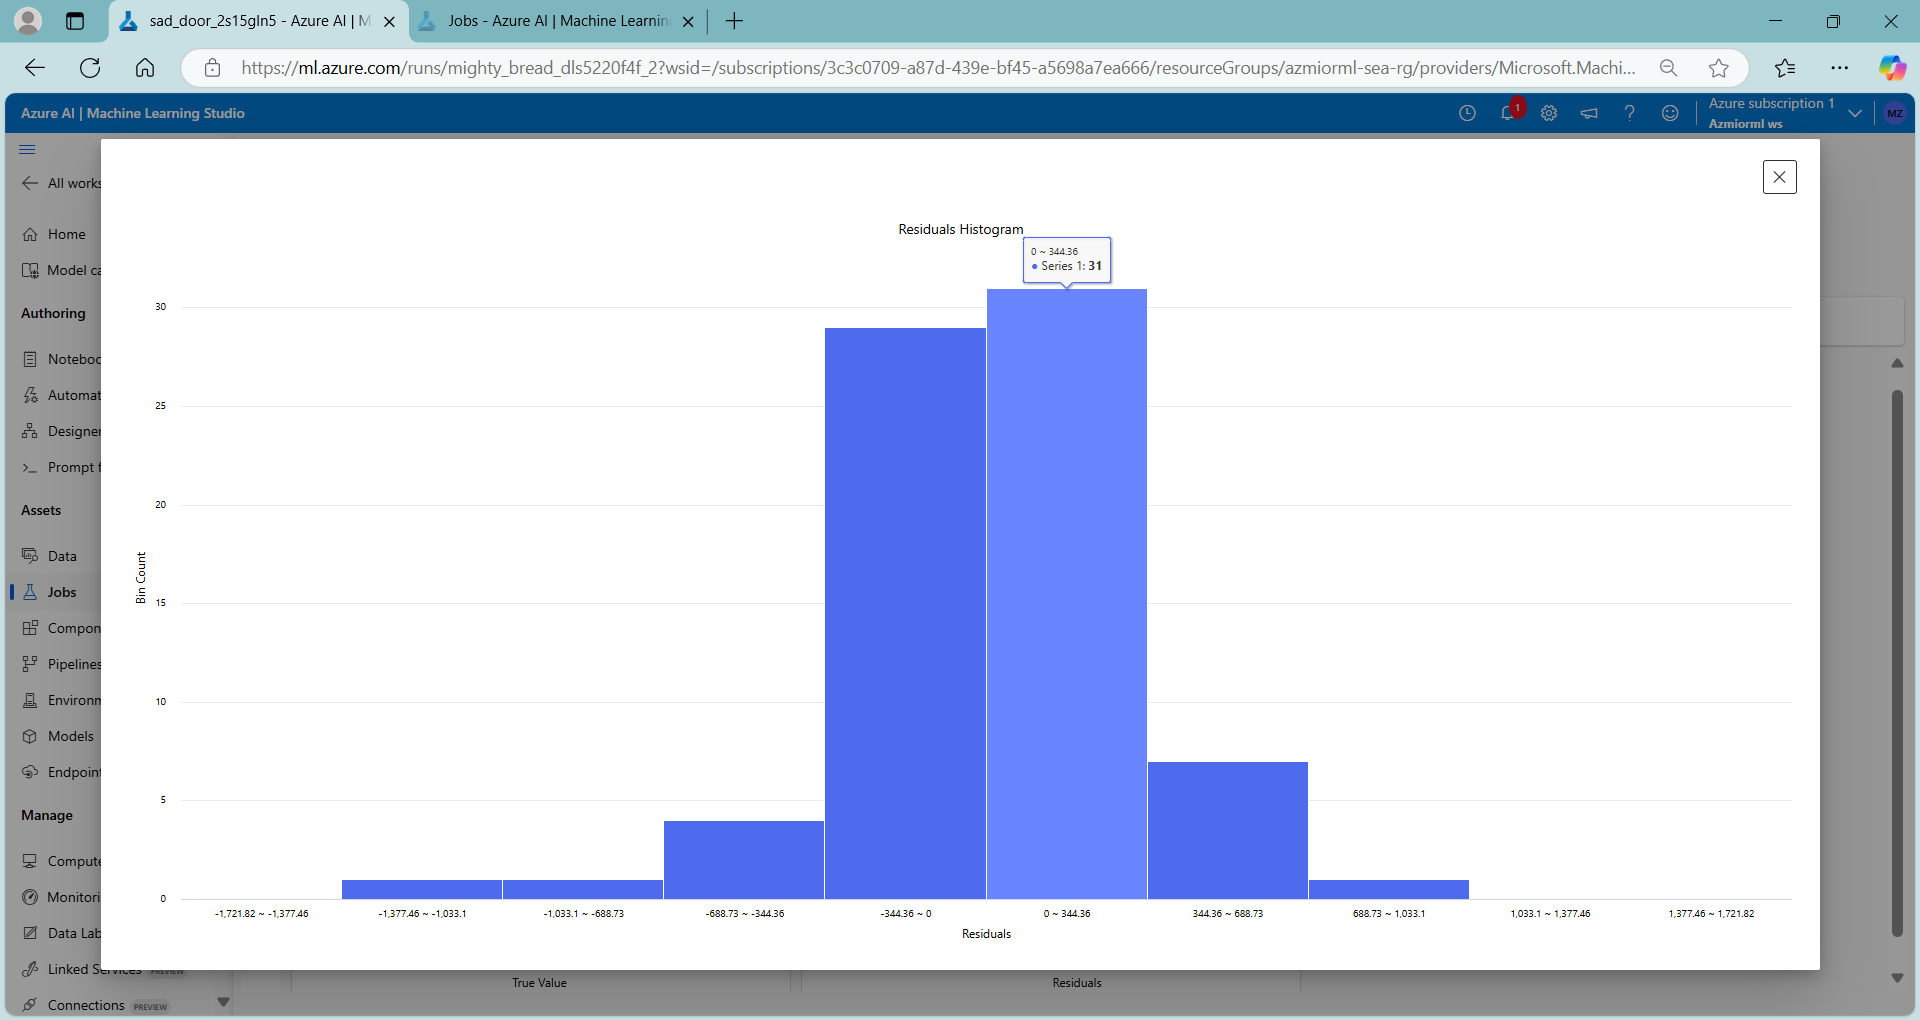 sad_door_2s15gln5 - Azure AI | M
Jobs - Azure AI | Machine Learnin
https://ml.azure.com/runs/mighty_bread_dls5220f4f_2?wsid=/subscriptions/3c3c0709-a87d-439e-bf45-a5698a7ea666/resourceGroups/azmiorml-sea-rg/providers/Microsoft.Machi...
Azure AI | Machine Learning Studio
1
Azure subscription 1
Azmiorml ws
MZ
All works
Home
Model ca
Authoring
Noteboo
Automat
Designer
Prompt f
Assets
Data
Jobs
Compon
Pipelines
Environm
Models
Endpoint
Manage
Compute
Monitori
Data Lab
Linked Services PREVIEW
Connections PREVIEW
Residuals Histogram
0 ~ 344.36
Series 1: 31
30
25
20
15
10
5
0
Bin Count
-1,721.82 ~ -1,377.46
-1,377.46 ~ -1,033.1
-1,033.1 ~ -688.73
-688.73 ~ -344.36
-344.36 ~ 0
0 ~ 344.36
344.36 ~ 688.73
688.73 ~ 1,033.1
1,033.1 ~ 1,377.46
1,377.46 ~ 1,721.82
Residuals
True Value
Residuals